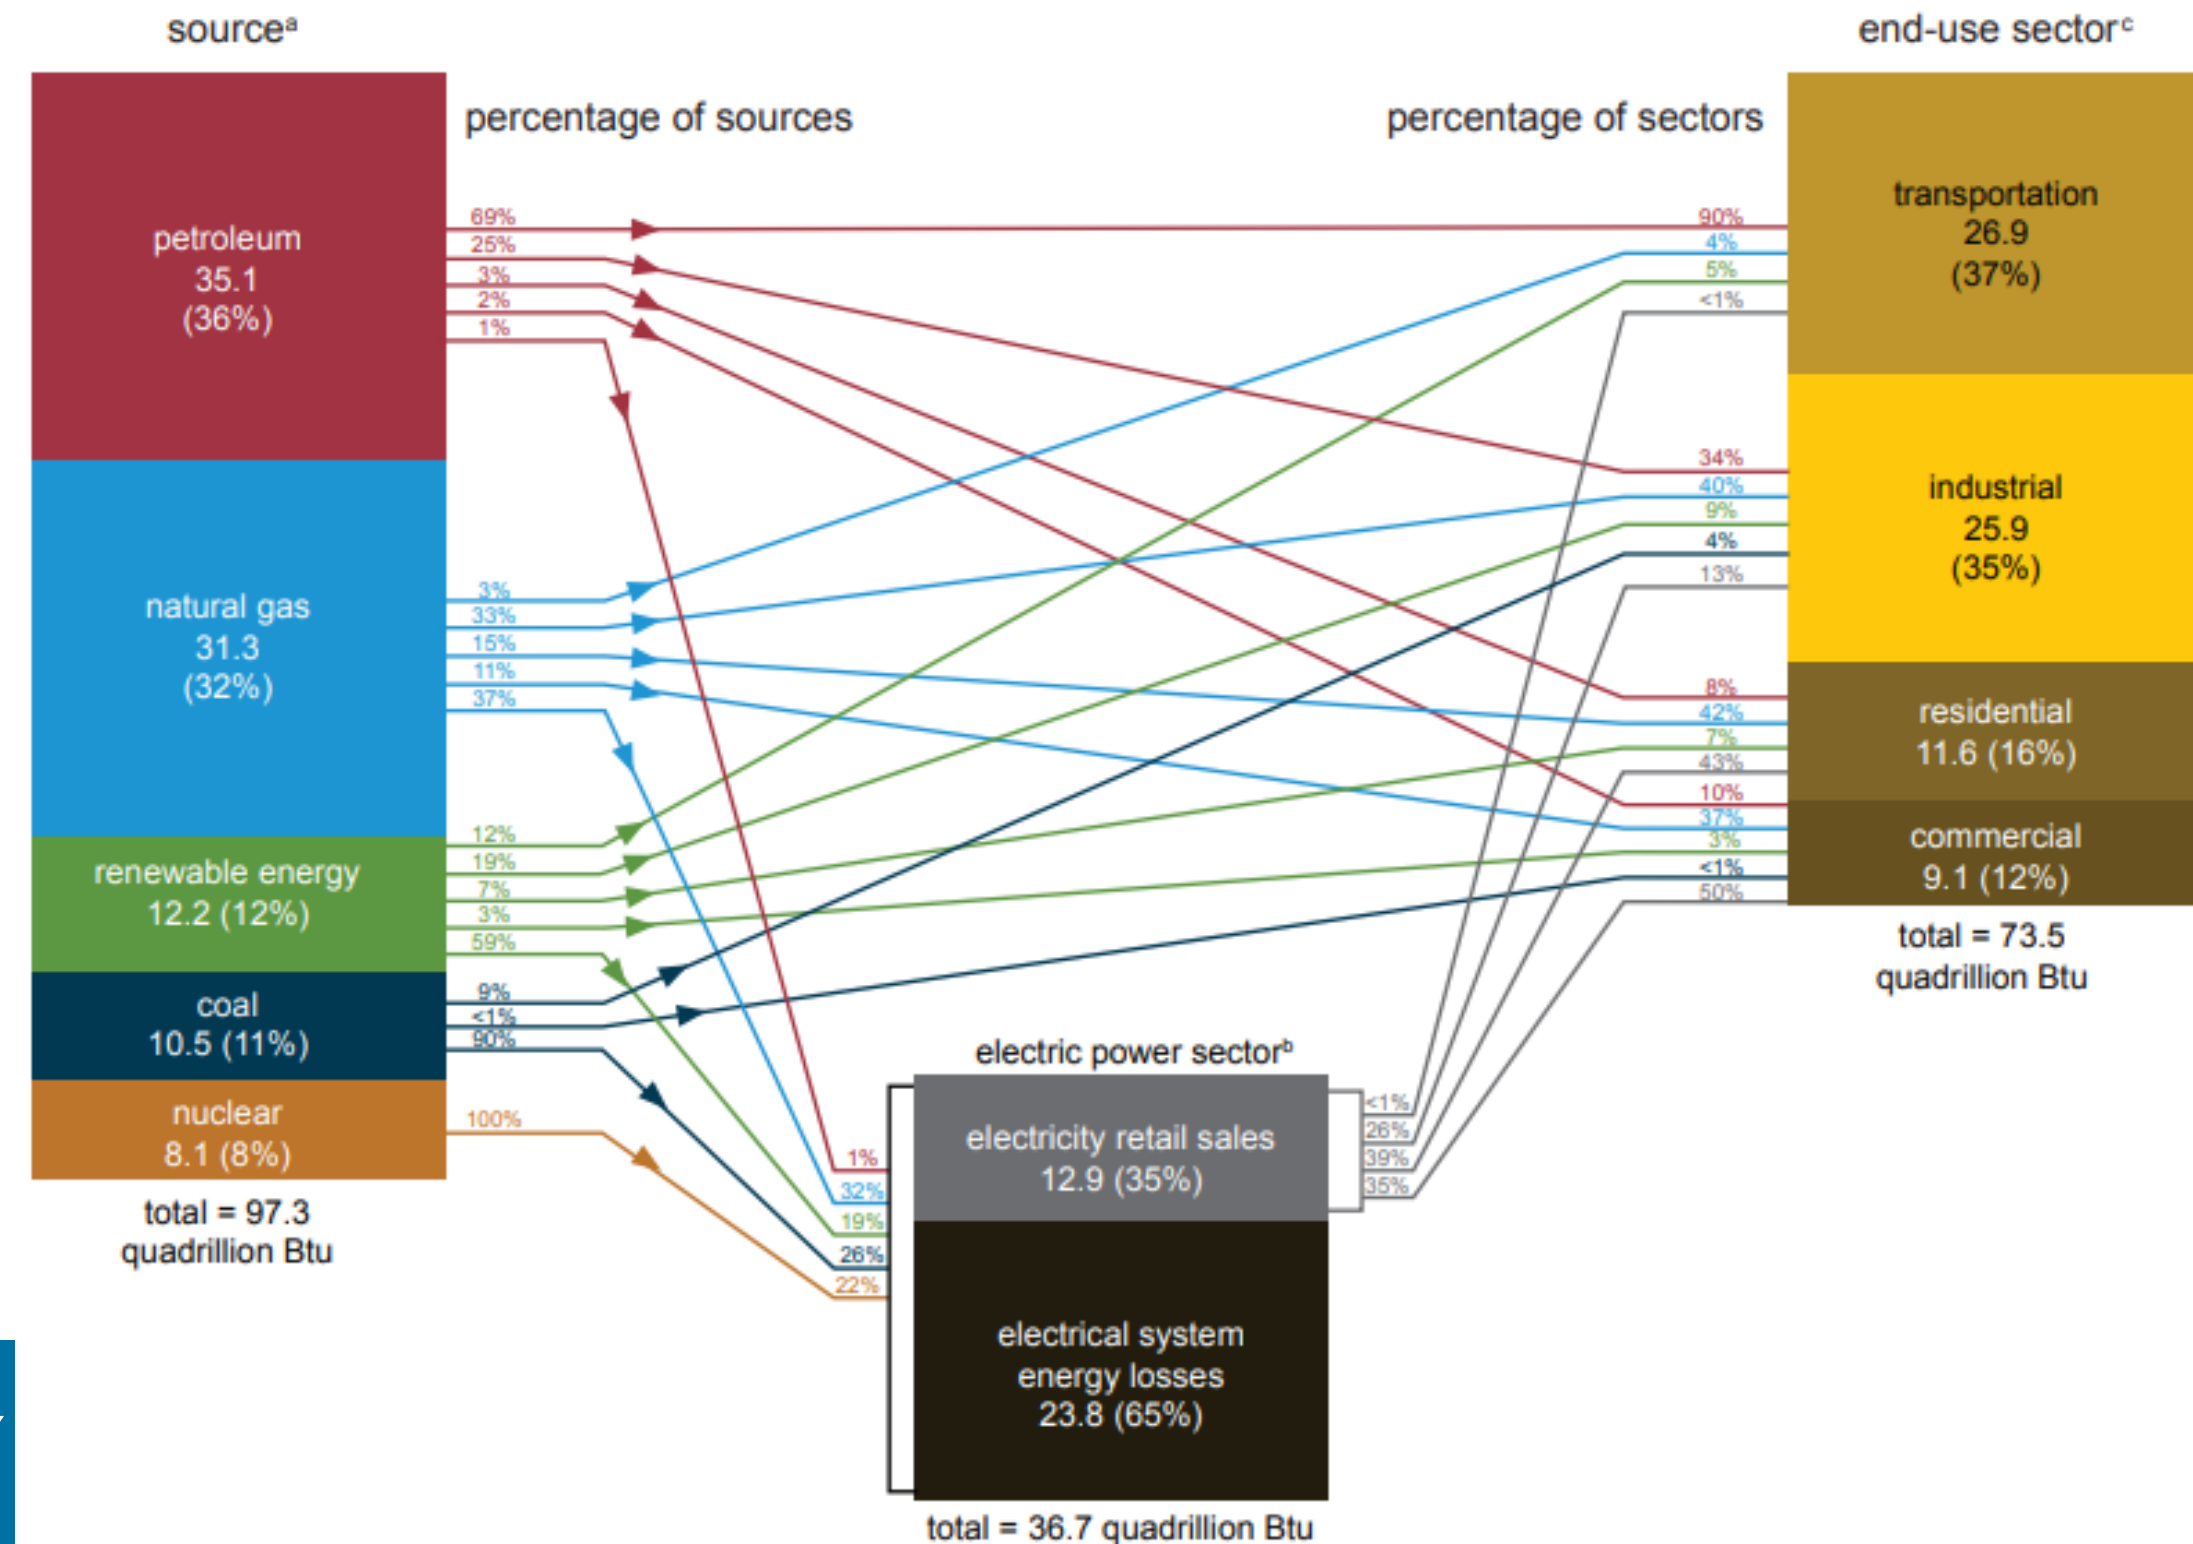 sourceᵃ
end-use sectorᶜ
percentage of sources
percentage of sectors
petroleum
35.1
(36%)
69%
25%
3%
2%
1%
natural gas
31.3
(32%)
3%
33%
15%
11%
37%
renewable energy
12.2 (12%)
12%
19%
7%
3%
59%
coal
10.5 (11%)
9%
<1%
90%
nuclear
8.1 (8%)
100%
total = 97.3
quadrillion Btu
90%
4%
5%
<1%
transportation
26.9
(37%)
34%
40%
9%
4%
13%
industrial
25.9
(35%)
8%
42%
7%
43%
residential
11.6 (16%)
10%
37%
3%
<1%
50%
commercial
9.1 (12%)
total = 73.5
quadrillion Btu
electric power sectorᵇ
1%
32%
19%
26%
22%
electricity retail sales
12.9 (35%)
<1%
26%
39%
35%
electrical system
energy losses
23.8 (65%)
total = 36.7 quadrillion Btu